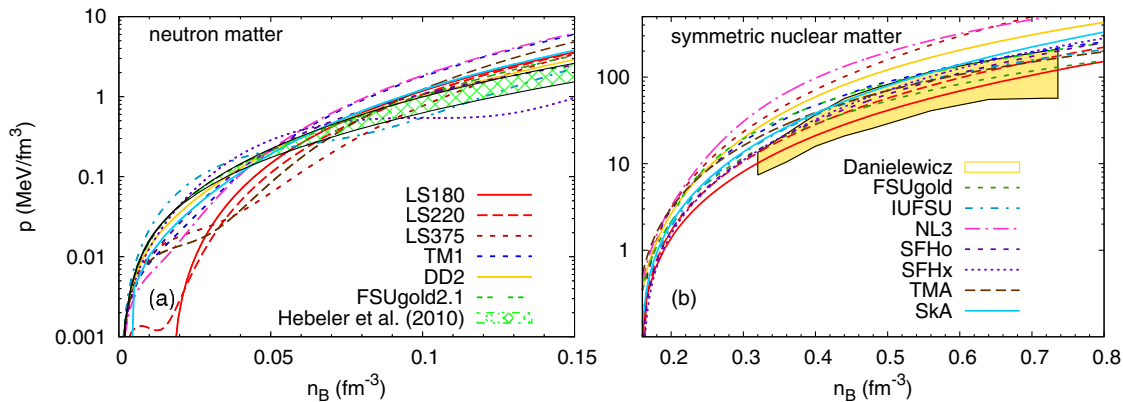 neutron matter
p (MeV/fm³)
10
1
0.1
0.01
0.001
(a)
LS180
LS220
LS375
TM1
DD2
FSUgold2.1
Hebeler et al. (2010)
0
0.05
0.1
0.15
n_B (fm⁻³)
symmetric nuclear matter
100
10
1
(b)
Danielewicz
FSUgold
IUFSU
NL3
SFHo
SFHx
TMA
SkA
0.2
0.3
0.4
0.5
0.6
0.7
0.8
n_B (fm⁻³)